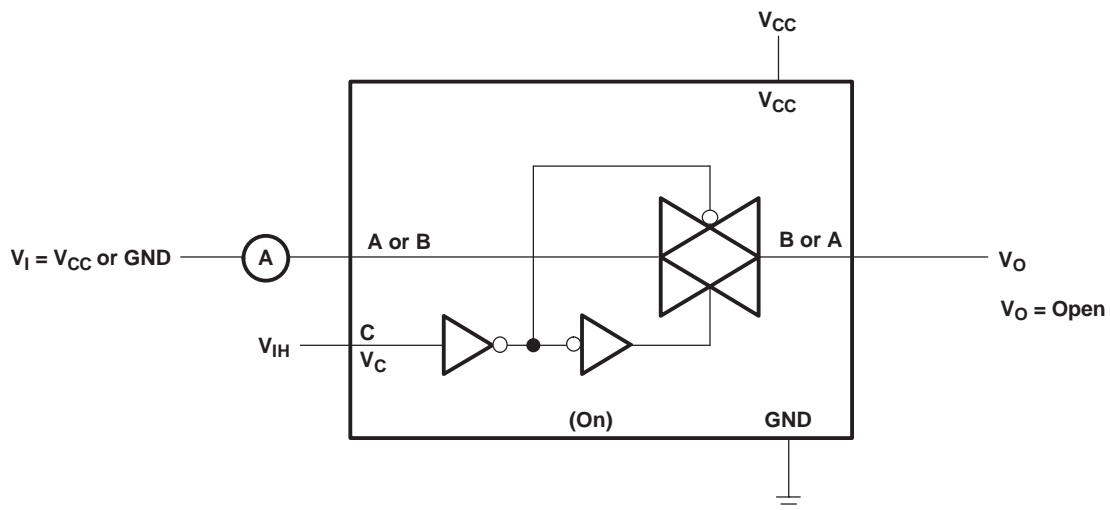 VCC
VCC
A or B
B or A
VI = VCC or GND
A
VO
VO = Open
C
VIH
VC
(On)
GND